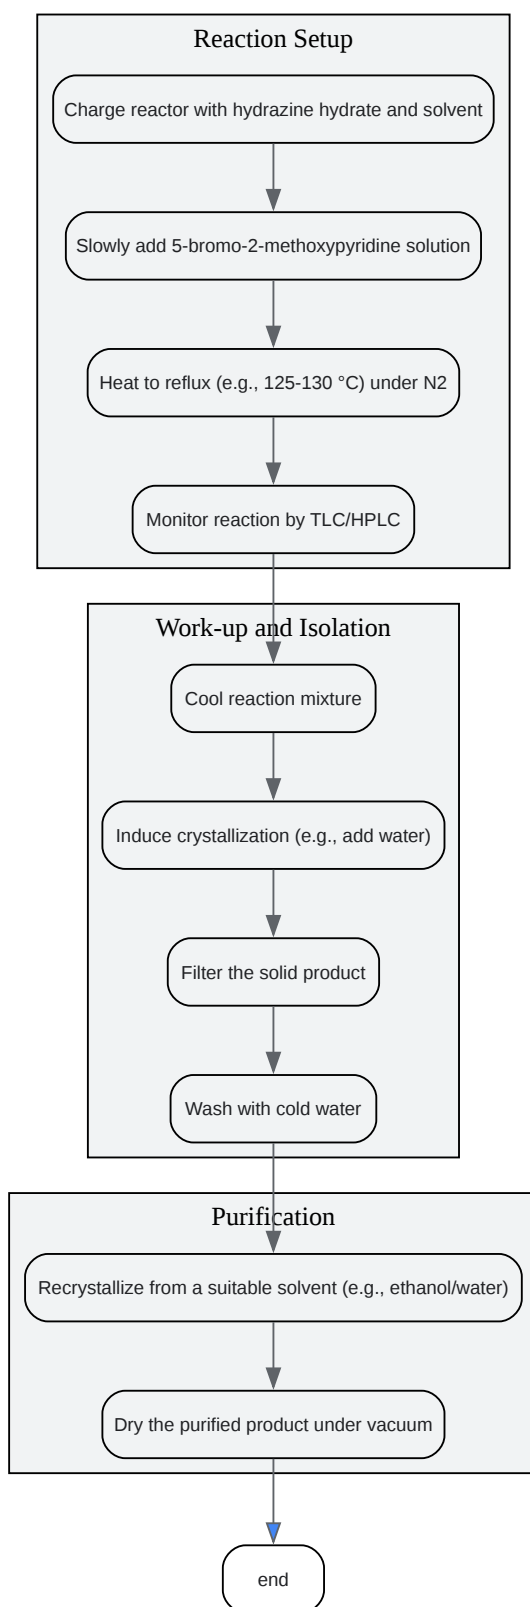 Reaction Setup
Charge reactor with hydrazine hydrate and solvent
Slowly add 5-bromo-2-methoxypyridine solution
Heat to reflux (e.g., 125-130 °C) under N2
Monitor reaction by TLC/HPLC
Work-up and Isolation
Cool reaction mixture
Induce crystallization (e.g., add water)
Filter the solid product
Wash with cold water
Purification
Recrystallize from a suitable solvent (e.g., ethanol/water)
Dry the purified product under vacuum
end